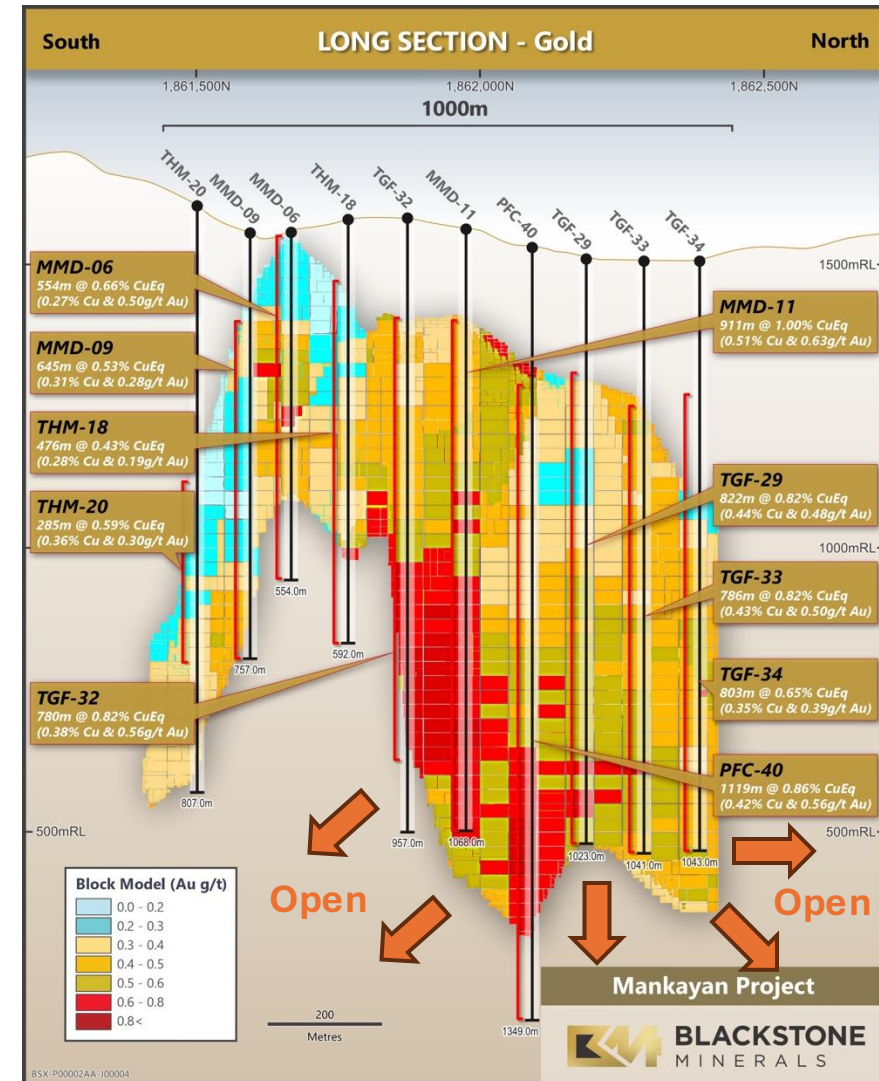 South
LONG SECTION - Gold
North
1,861,500N
1,862,000N
1,862,500N
1000m
THM-20
MMD-09
MMD-06
THM-18
TGF-32
MMD-11
PFC-40
TGF-29
TGF-33
TGF-34
1500mRL
MMD-06
554m @ 0.66% CuEq
(0.27% Cu & 0.50g/t Au)
MMD-09
645m @ 0.53% CuEq
(0.31% Cu & 0.28g/t Au)
THM-18
476m @ 0.43% CuEq
(0.28% Cu & 0.19g/t Au)
THM-20
285m @ 0.59% CuEq
(0.36% Cu & 0.30g/t Au)
TGF-32
780m @ 0.82% CuEq
(0.38% Cu & 0.56g/t Au)
MMD-11
911m @ 1.00% CuEq
(0.51% Cu & 0.63g/t Au)
TGF-29
822m @ 0.82% CuEq
(0.44% Cu & 0.48g/t Au)
1000mRL
TGF-33
786m @ 0.82% CuEq
(0.43% Cu & 0.50g/t Au)
TGF-34
803m @ 0.65% CuEq
(0.35% Cu & 0.39g/t Au)
PFC-40
1119m @ 0.86% CuEq
(0.42% Cu & 0.56g/t Au)
554.0m
592.0m
757.0m
807.0m
500mRL
957.0m
1068.0m
1023.0m
1041.0m
1043.0m
500mRL
1349.0m
Open
Open
Block Model (Au g/t)
0.0 - 0.2
0.2 - 0.3
0.3 - 0.4
0.4 - 0.5
0.5 - 0.6
0.6 - 0.8
0.8<
200
Metres
Mankayan Project
BLACKSTONE
MINERALS
BSX-P00002AA-J00004